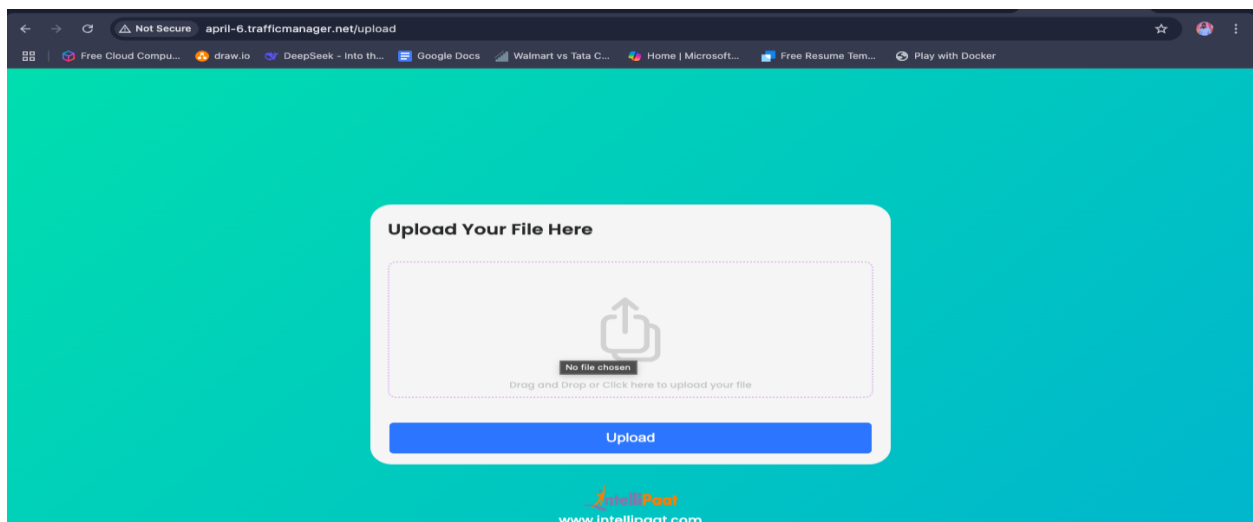 Not Secure april-6.trafficmanager.net/upload
Free Cloud Compu... draw.io DeepSeek - Into th... Google Docs Walmart vs Tata C... Home | Microsoft... Free Resume Tem... Play with Docker
Upload Your File Here
No file chosen
Drag and Drop or Click here to upload your file
Upload
IntelliPaat
www.intellipaat.com